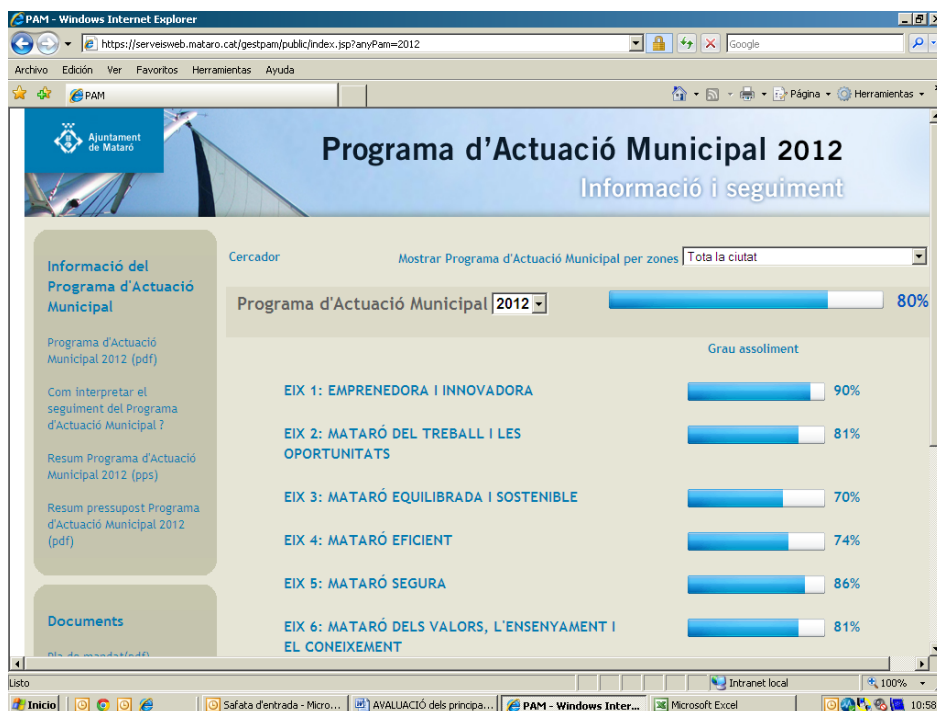 PAM - Windows Internet Explorer
https://serveisweb.mataro.cat/gestpam/public/index.jsp?anyPam=2012
Google
Archivo Edición Ver Favoritos Herramientas Ayuda
PAM
Página Herramientas
Ajuntament
de Mataró
Programa d'Actuació Municipal 2012
Informació i seguiment
Informació del
Programa d'Actuació
Municipal
Programa d'Actuació
Municipal 2012 (pdf)
Com interpretar el
seguiment del Programa
d'Actuació Municipal ?
Resum Programa d'Actuació
Municipal 2012 (pps)
Resum pressupost Programa
d'Actuació Municipal 2012
(pdf)
Documents
Pla de mandat(pdf)
Cercador
Mostrar Programa d'Actuació Municipal per zones Tota la ciutat
Programa d'Actuació Municipal 2012 80%
Grau assoliment
EIX 1: EMPRENEDORA I INNOVADORA 90%
EIX 2: MATARÓ DEL TREBALL I LES
OPORTUNITATS 81%
EIX 3: MATARÓ EQUILIBRADA I SOSTENIBLE 70%
EIX 4: MATARÓ EFICIENT 74%
EIX 5: MATARÓ SEGURA 86%
EIX 6: MATARÓ DELS VALORS, L'ENSENYAMENT I
EL CONEIXEMENT 81%
Listo Intranet local 100%
Inicio Safata d'entrada - Micro... AVALUACIÓ dels principa... PAM - Windows Inter... Microsoft Excel 10:58